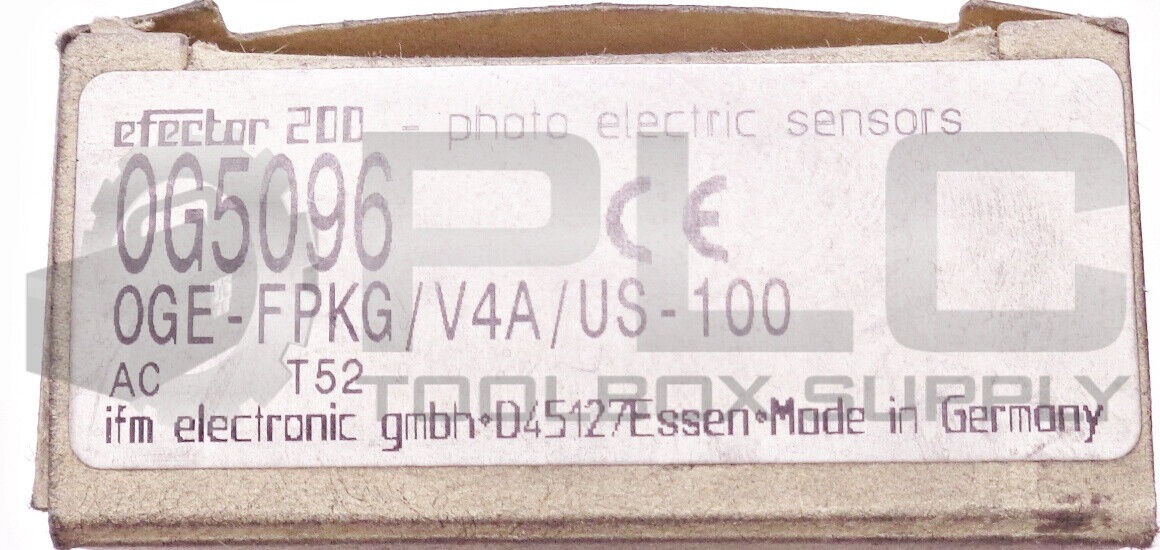 efector 200 - photo electric sensors
OG5096 CE
OGE-FPKG/V4A/US-100
AC T52
ifm electronic gmbh•D45127Essen•Made in Germany
PLC
TOOLBOX SUPPLY